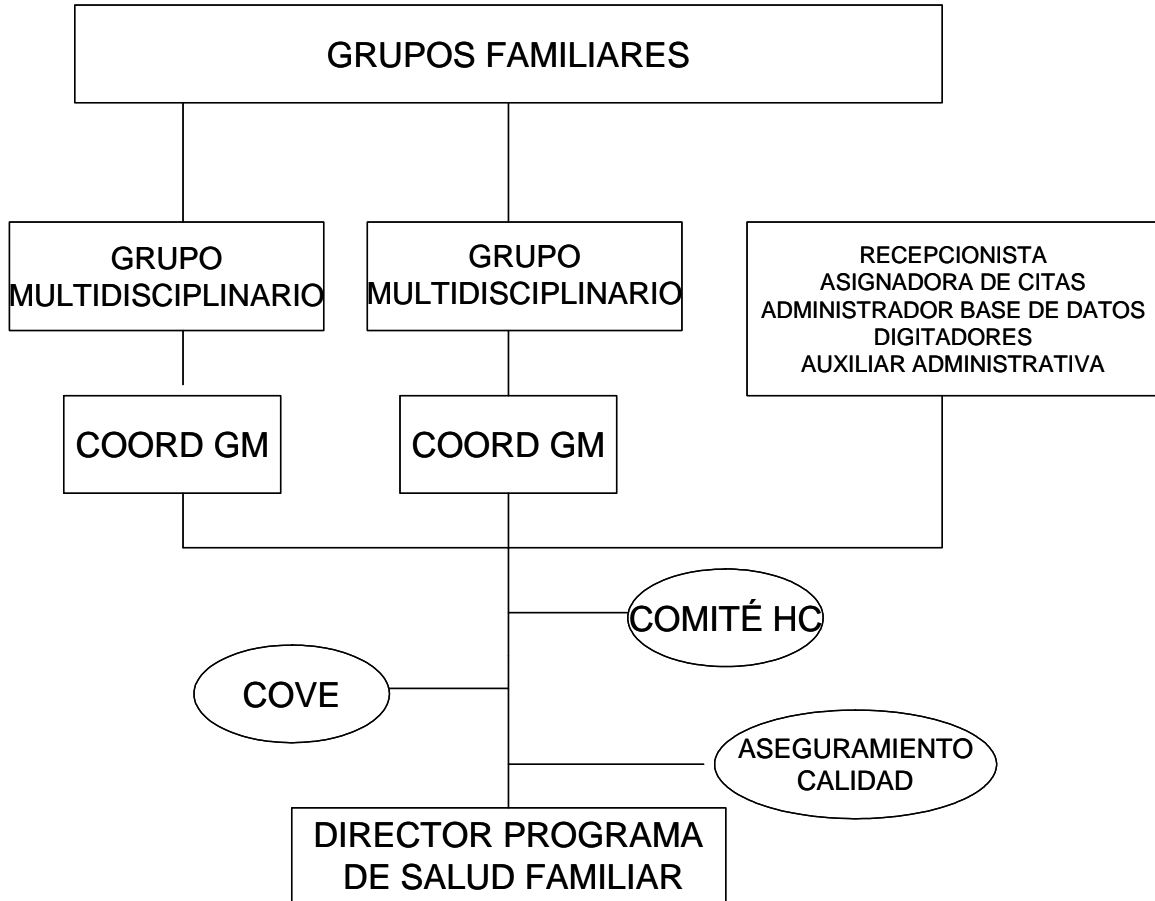 GRUPOS FAMILIARES
GRUPO
MULTIDISCIPLINARIO
GRUPO
MULTIDISCIPLINARIO
RECEPCIONISTA
ASIGNADORA DE CITAS
ADMINISTRADOR BASE DE DATOS
DIGITADORES
AUXILIAR ADMINISTRATIVA
COORD GM
COORD GM
COMITÉ HC
COVE
ASEGURAMIENTO
CALIDAD
DIRECTOR PROGRAMA
DE SALUD FAMILIAR